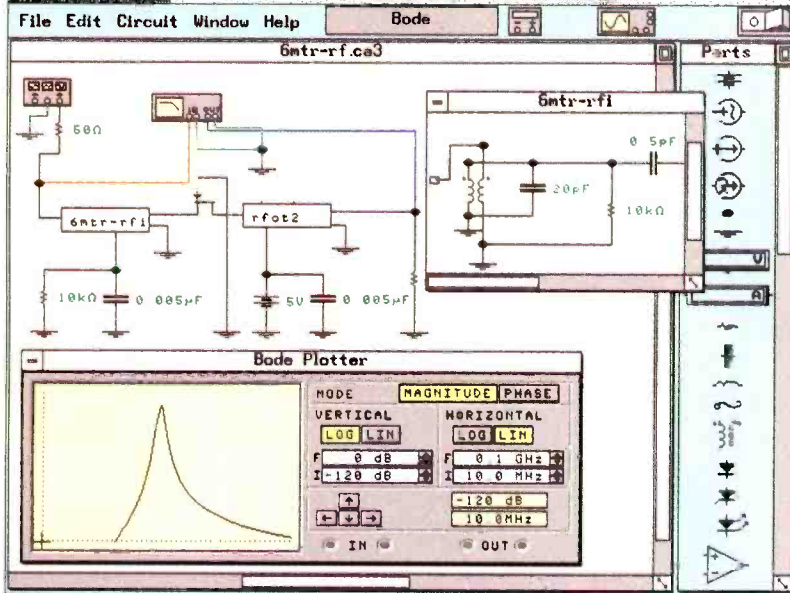 File Edit Circuit Window Help Bode
6mtr-rf.ca3
Parts
50Ω
IN OUT
6mtr-rfi
rfot2
10kΩ
0 005µF
5V
0 005µF
6mtr-rfi
0 5pF
20pF
10kΩ
V
A
Bode Plotter
MODE MAGNITUDE PHASE
VERTICAL HORIZONTAL
LOG LIN LOG LIN
F 0 dB F 0 1 GHz
I -120 dB I 10 0 MHz
-120 dB
10 0MHz
IN OUT